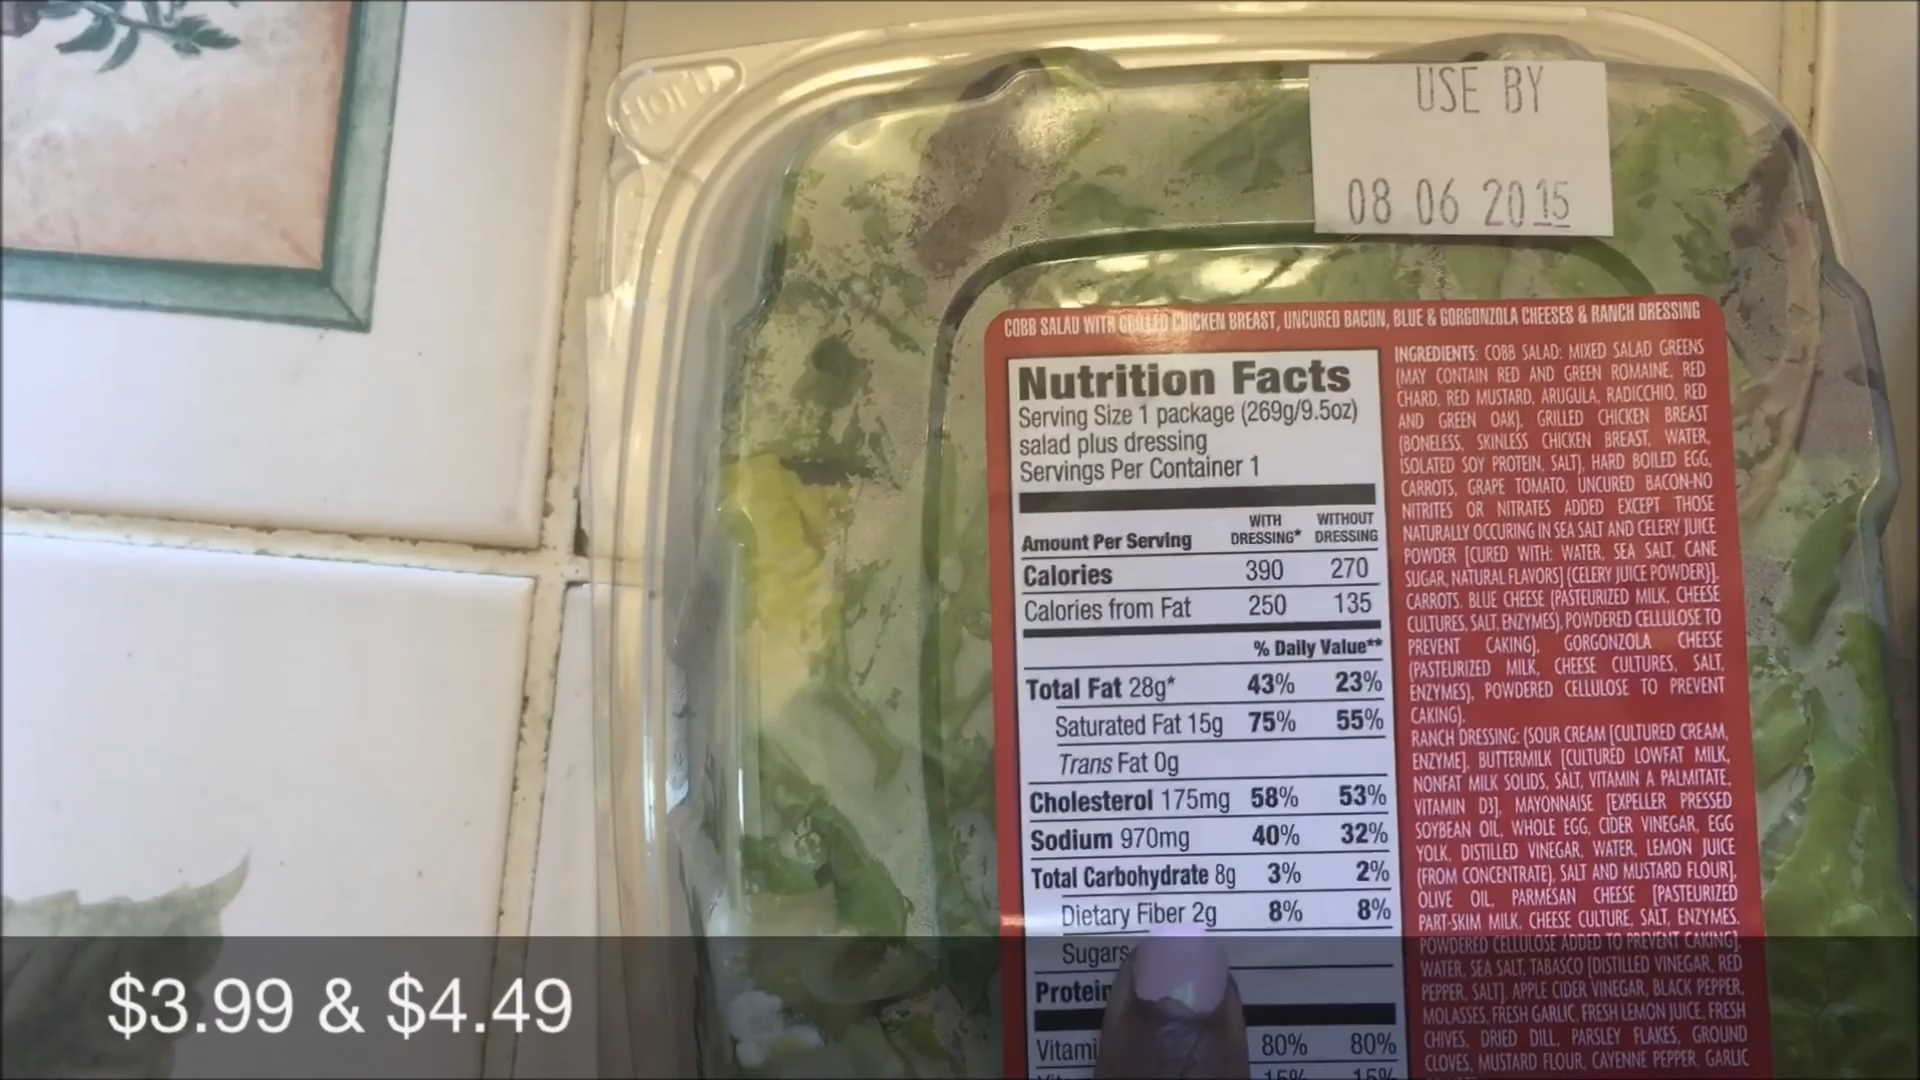 USE BY
08 06 2015
COBB SALAD WITH GRILLED CHICKEN BREAST, UNCURED BACON, BLUE & GORGONZOLA CHEESES & RANCH DRESSING
Nutrition Facts
Serving Size 1 package (269g/9.5oz)
salad plus dressing
Servings Per Container 1
Amount Per Serving WITH DRESSING* WITHOUT DRESSING
Calories 390 270
Calories from Fat 250 135
% Daily Value**
Total Fat 28g* 43% 23%
Saturated Fat 15g 75% 55%
Trans Fat 0g
Cholesterol 175mg 58% 53%
Sodium 970mg 40% 32%
Total Carbohydrate 8g 3% 2%
Dietary Fiber 2g 8% 8%
Sugars
Protein
80% 80%
15% 15%
INGREDIENTS: COBB SALAD: MIXED SALAD GREENS
(MAY CONTAIN RED AND GREEN ROMAINE, RED
CHARD, RED MUSTARD, ARUGULA, RADICCHIO, RED
AND GREEN OAK), GRILLED CHICKEN BREAST
(BONELESS, SKINLESS CHICKEN BREAST, WATER,
ISOLATED SOY PROTEIN, SALT), HARD BOILED EGG,
CARROTS, GRAPE TOMATO, UNCURED BACON-NO
NITRITES OR NITRATES ADDED EXCEPT THOSE
NATURALLY OCCURING IN SEA SALT AND CELERY JUICE
POWDER [CURED WITH: WATER, SEA SALT, CANE
SUGAR, NATURAL FLAVORS] (CELERY JUICE POWDER)],
CARROTS. BLUE CHEESE (PASTEURIZED MILK, CHEESE
CULTURES, SALT, ENZYMES), POWDERED CELLULOSE TO
PREVENT CAKING), GORGONZOLA CHEESE
(PASTEURIZED MILK, CHEESE CULTURES, SALT,
ENZYMES), POWDERED CELLULOSE TO PREVENT
CAKING).
RANCH DRESSING: (SOUR CREAM [CULTURED CREAM,
ENZYME], BUTTERMILK [CULTURED LOWFAT MILK,
NONFAT MILK SOLIDS, SALT, VITAMIN A PALMITATE,
VITAMIN D3], MAYONNAISE [EXPELLER PRESSED
SOYBEAN OIL, WHOLE EGG, CIDER VINEGAR, EGG
YOLK, DISTILLED VINEGAR, WATER, LEMON JUICE
(FROM CONCENTRATE), SALT AND MUSTARD FLOUR],
OLIVE OIL, PARMESAN CHEESE [PASTEURIZED
PART-SKIM MILK, CHEESE CULTURE, SALT, ENZYMES.
POWDERED CELLULOSE ADDED TO PREVENT CAKING],
WATER, SEA SALT, TABASCO [DISTILLED VINEGAR, RED
PEPPER, SALT], APPLE CIDER VINEGAR, BLACK PEPPER,
MOLASSES, FRESH GARLIC, FRESH LEMON JUICE, FRESH
CHIVES, DRIED DILL, PARSLEY FLAKES, GROUND
CLOVES, MUSTARD FLOUR, CAYENNE PEPPER, GARLIC
$3.99 & $4.49